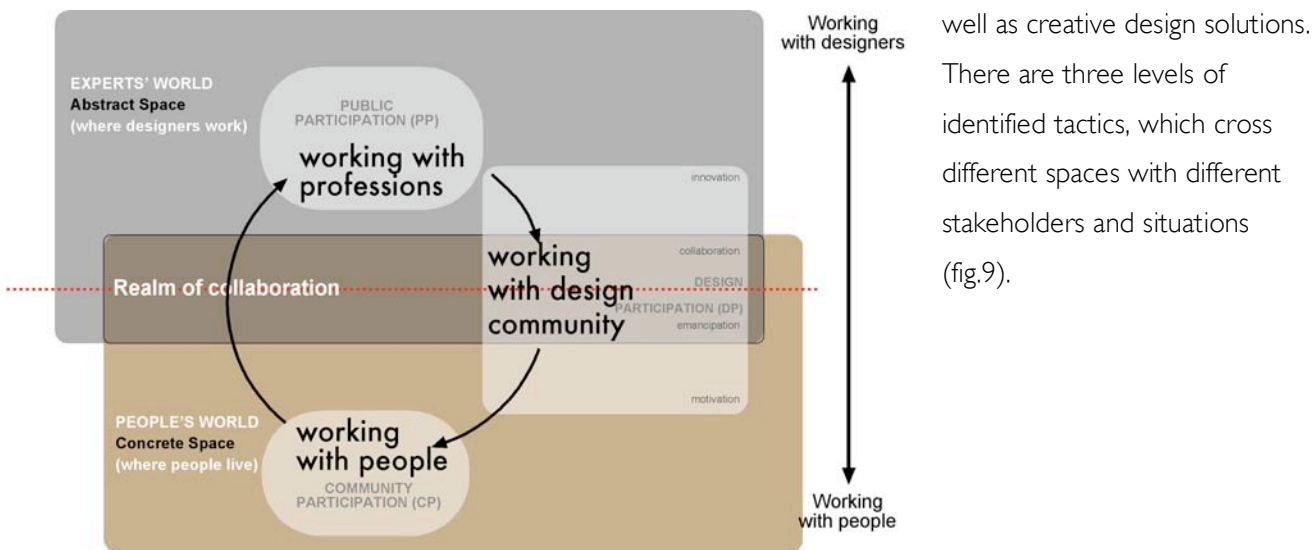 EXPERTS' WORLD
Abstract Space
(where designers work)
PUBLIC
PARTICIPATION (PP)
working with
professions
innovation
collaboration
DESIGN
PARTICIPATION (DP)
emancipation
motivation
working
with design
community
Realm of collaboration
PEOPLE'S WORLD
Concrete Space
(where people live)
working
with people
COMMUNITY
PARTICIPATION (CP)
Working
with designers
Working
with people
well as creative design solutions.
There are three levels of
identified tactics, which cross
different spaces with different
stakeholders and situations
(fig.9).